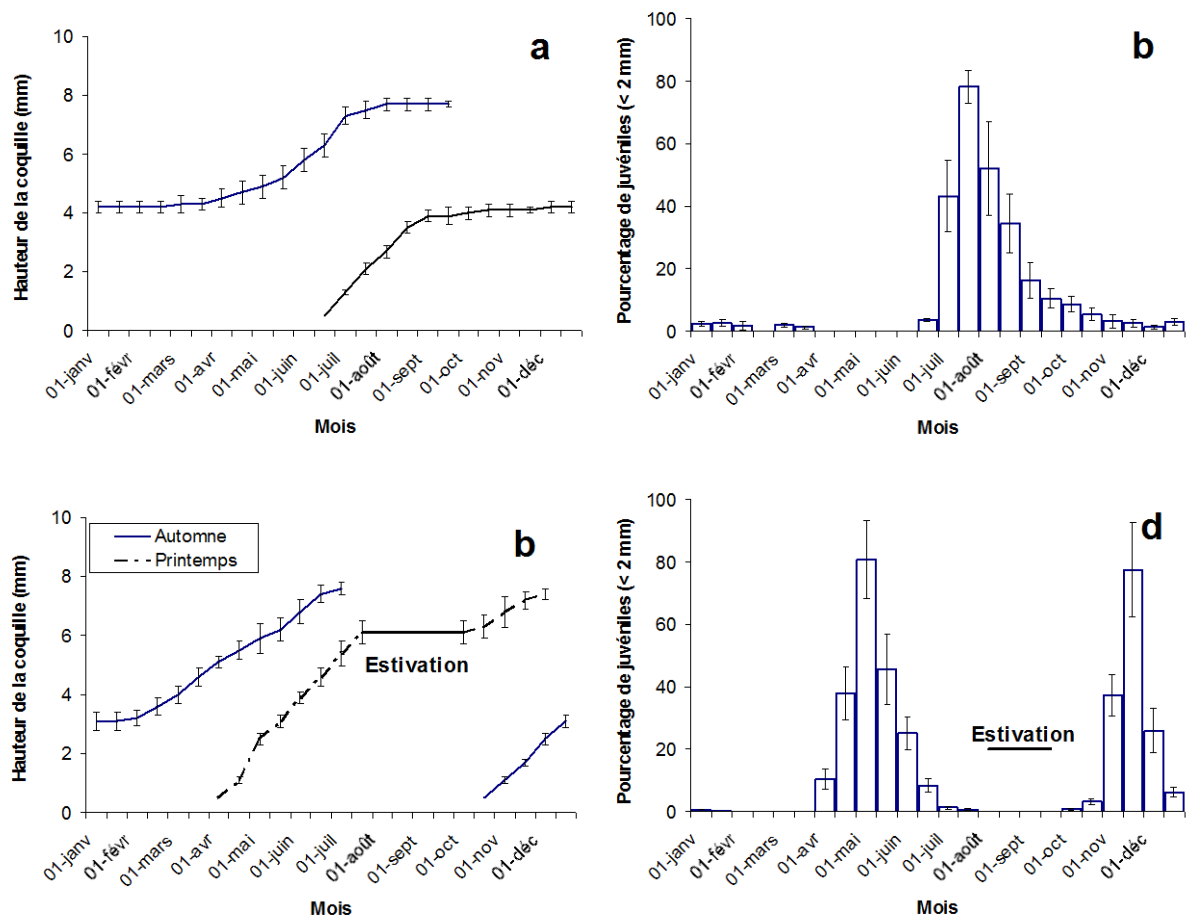 a
Hauteur de la coquille (mm)
10
8
6
4
2
0
01-janv
01-févr
01-mars
01-avr
01-mai
01-juin
01-juil
01-août
01-sept
01-oct
01-nov
01-déc
Mois
b
Pourcentage de juvéniles (< 2 mm)
100
80
60
40
20
0
01-janv
01-févr
01-mars
01-avr
01-mai
01-juin
01-juil
01-août
01-sept
01-oct
01-nov
01-déc
Mois
b
Automne
Printemps
Estivation
Hauteur de la coquille (mm)
10
8
6
4
2
0
01-janv
01-févr
01-mars
01-avr
01-mai
01-juin
01-juil
01-août
01-sept
01-oct
01-nov
01-déc
Mois
d
Estivation
Pourcentage de juvéniles (< 2 mm)
100
80
60
40
20
0
01-janv
01-févr
01-mars
01-avr
01-mai
01-juin
01-juil
01-août
01-sept
01-oct
01-nov
01-déc
Mois